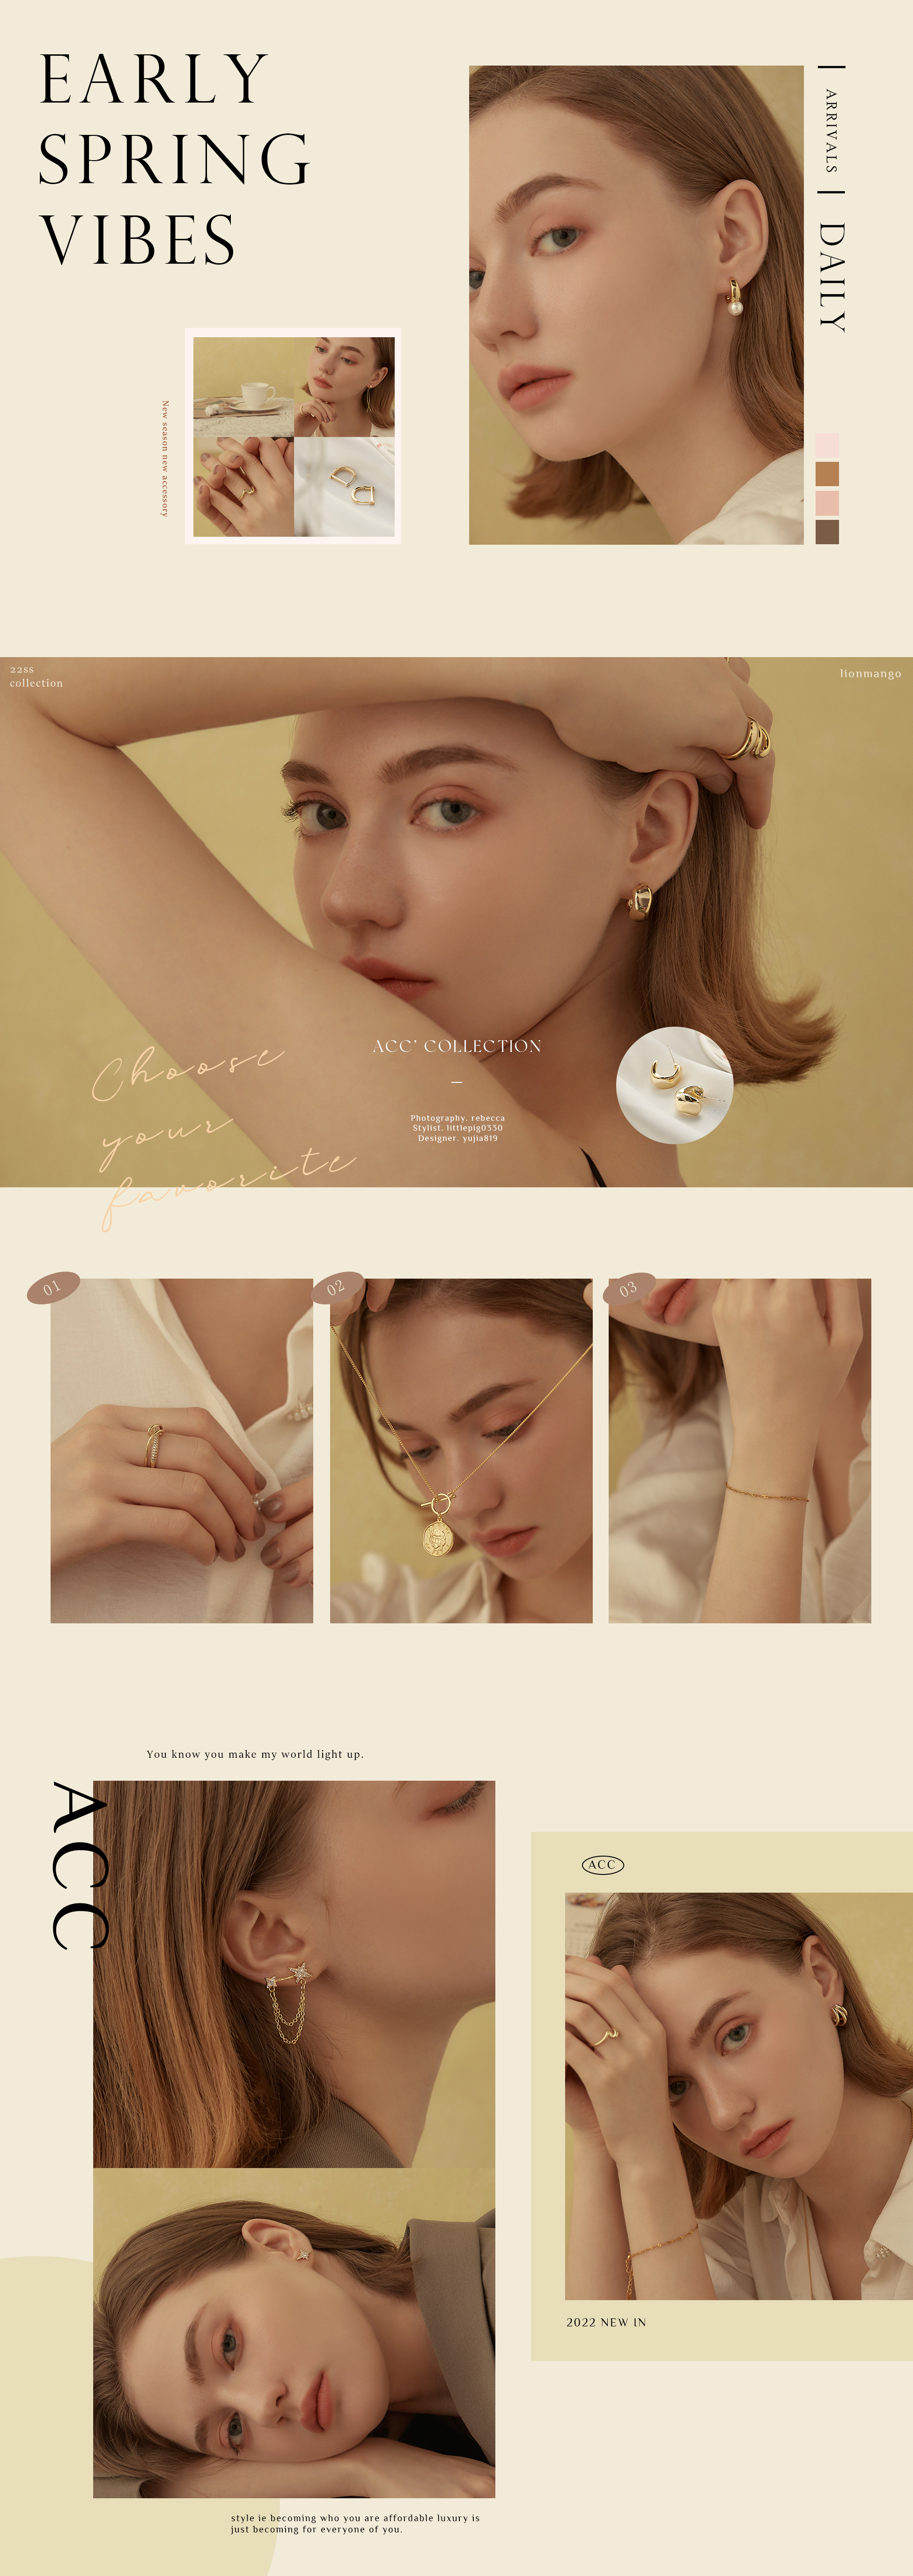 EARLY
SPRING
VIBES
ARRIVALS
DAILY
New season new accessory
22ss
collection
lionmango
Choose
your
favorite
ACC' COLLECTION
Photography. rebecca
Stylist. littlepig0330
Designer. yujia819
01
02
03
You know you make my world light up.
ACC
ACC
2022 NEW IN
style ie becoming who you are affordable luxury is
just becoming for everyone of you.